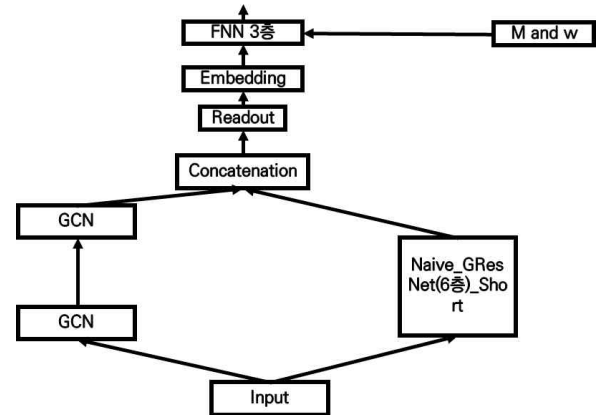 FNN 3층
M and w
Embedding
Readout
Concatenation
GCN
Naive_GRes
Net(6층)_Sho
rt
GCN
Input